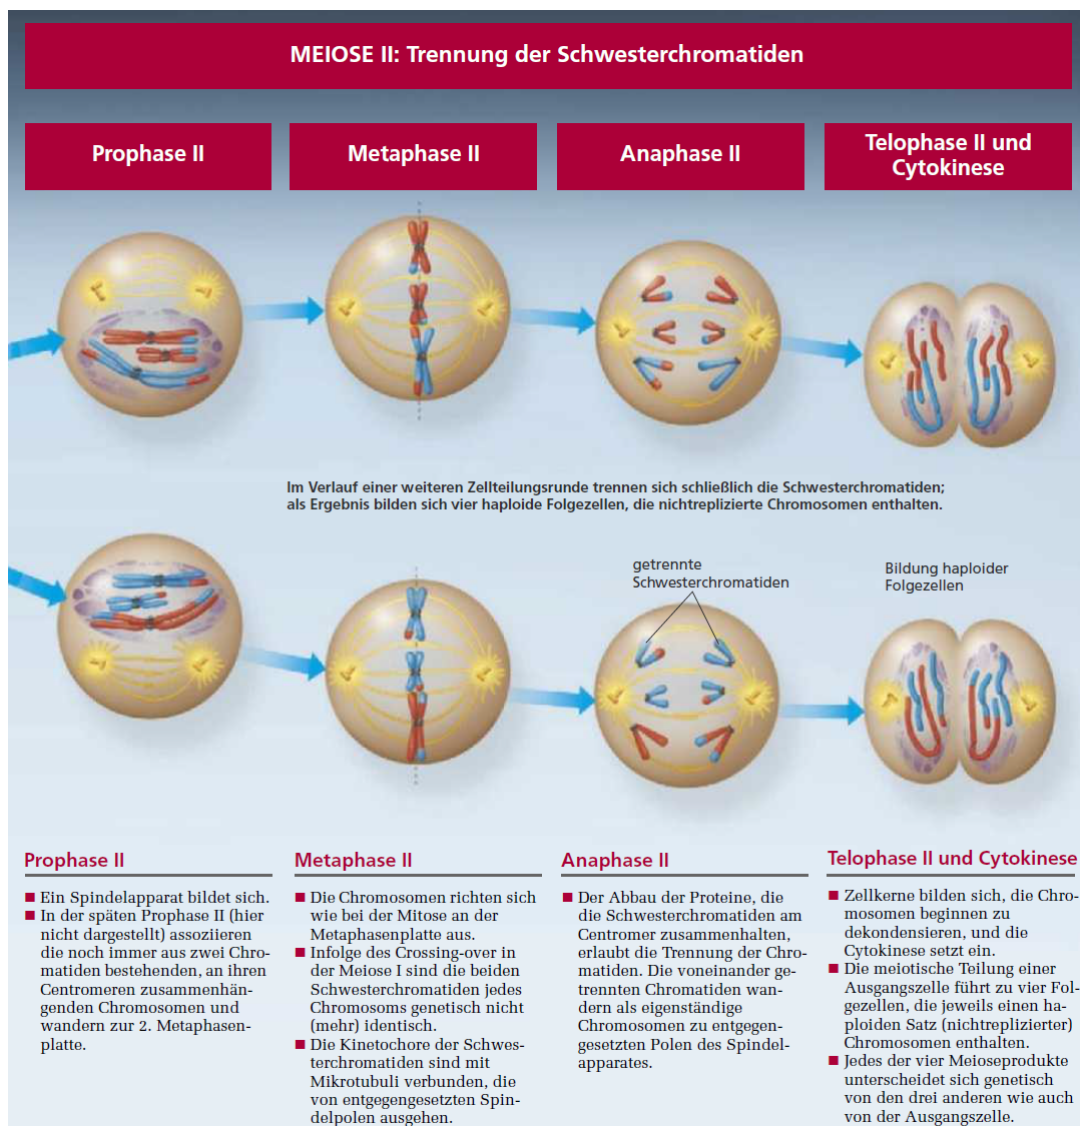 MEIOSE II: Trennung der Schwesterchromatiden
Prophase II
Metaphase II
Anaphase II
Telophase II und
Cytokinese
Im Verlauf einer weiteren Zellteilungsrunde trennen sich schließlich die Schwesterchromatiden;
als Ergebnis bilden sich vier haploide Folgezellen, die nichtreplizierte Chromosomen enthalten.
getrennte
Schwesterchromatiden
Bildung haploider
Folgezellen
Prophase II
■ Ein Spindelapparat bildet sich.
■ In der späten Prophase II (hier
nicht dargestellt) assoziieren
die noch immer aus zwei Chro-
matiden bestehenden, an ihren
Centromeren zusammenhän-
genden Chromosomen und
wandern zur 2. Metaphasen-
platte.
Metaphase II
■ Die Chromosomen richten sich
wie bei der Mitose an der
Metaphasenplatte aus.
■ Infolge des Crossing-over in
der Meiose I sind die beiden
Schwesterchromatiden jedes
Chromosoms genetisch nicht
(mehr) identisch.
■ Die Kinetochore der Schwes-
terchromatiden sind mit
Mikrotubuli verbunden, die
von entgegengesetzten Spin-
delpolen ausgehen.
Anaphase II
■ Der Abbau der Proteine, die
die Schwesterchromatiden am
Centromer zusammenhalten,
erlaubt die Trennung der Chro-
matiden. Die voneinander ge-
trennten Chromatiden wan-
dern als eigenständige
Chromosomen zu entgegen-
gesetzten Polen des Spindel-
apparates.
Telophase II und Cytokinese
■ Zellkerne bilden sich, die Chro-
mosomen beginnen zu
dekondensieren, und die
Cytokinese setzt ein.
■ Die meiotische Teilung einer
Ausgangszelle führt zu vier Fol-
gezellen, die jeweils einen ha-
ploiden Satz (nichtreplizierter)
Chromosomen enthalten.
■ Jedes der vier Meioseprodukte
unterscheidet sich genetisch
von den drei anderen wie auch
von der Ausgangszelle.